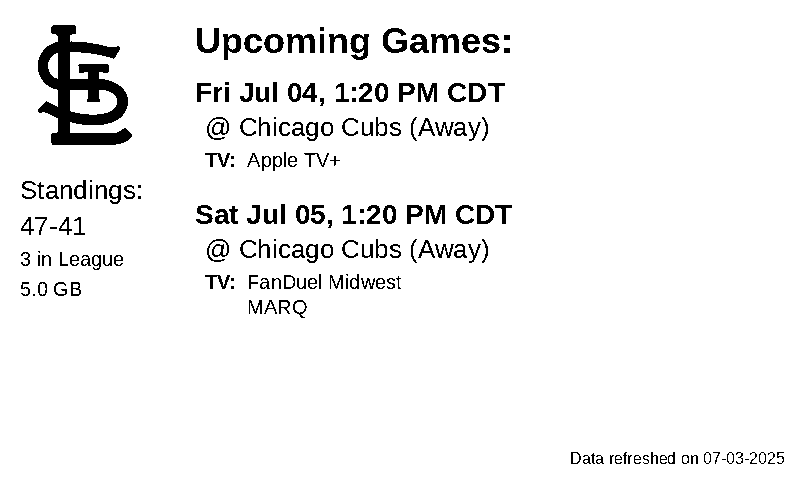 STL
Standings:
47-41
3 in League
5.0 GB
Upcoming Games:
Fri Jul 04, 1:20 PM CDT
@ Chicago Cubs (Away)
TV: Apple TV+
Sat Jul 05, 1:20 PM CDT
@ Chicago Cubs (Away)
TV: FanDuel Midwest
MARQ
Data refreshed on 07-03-2025